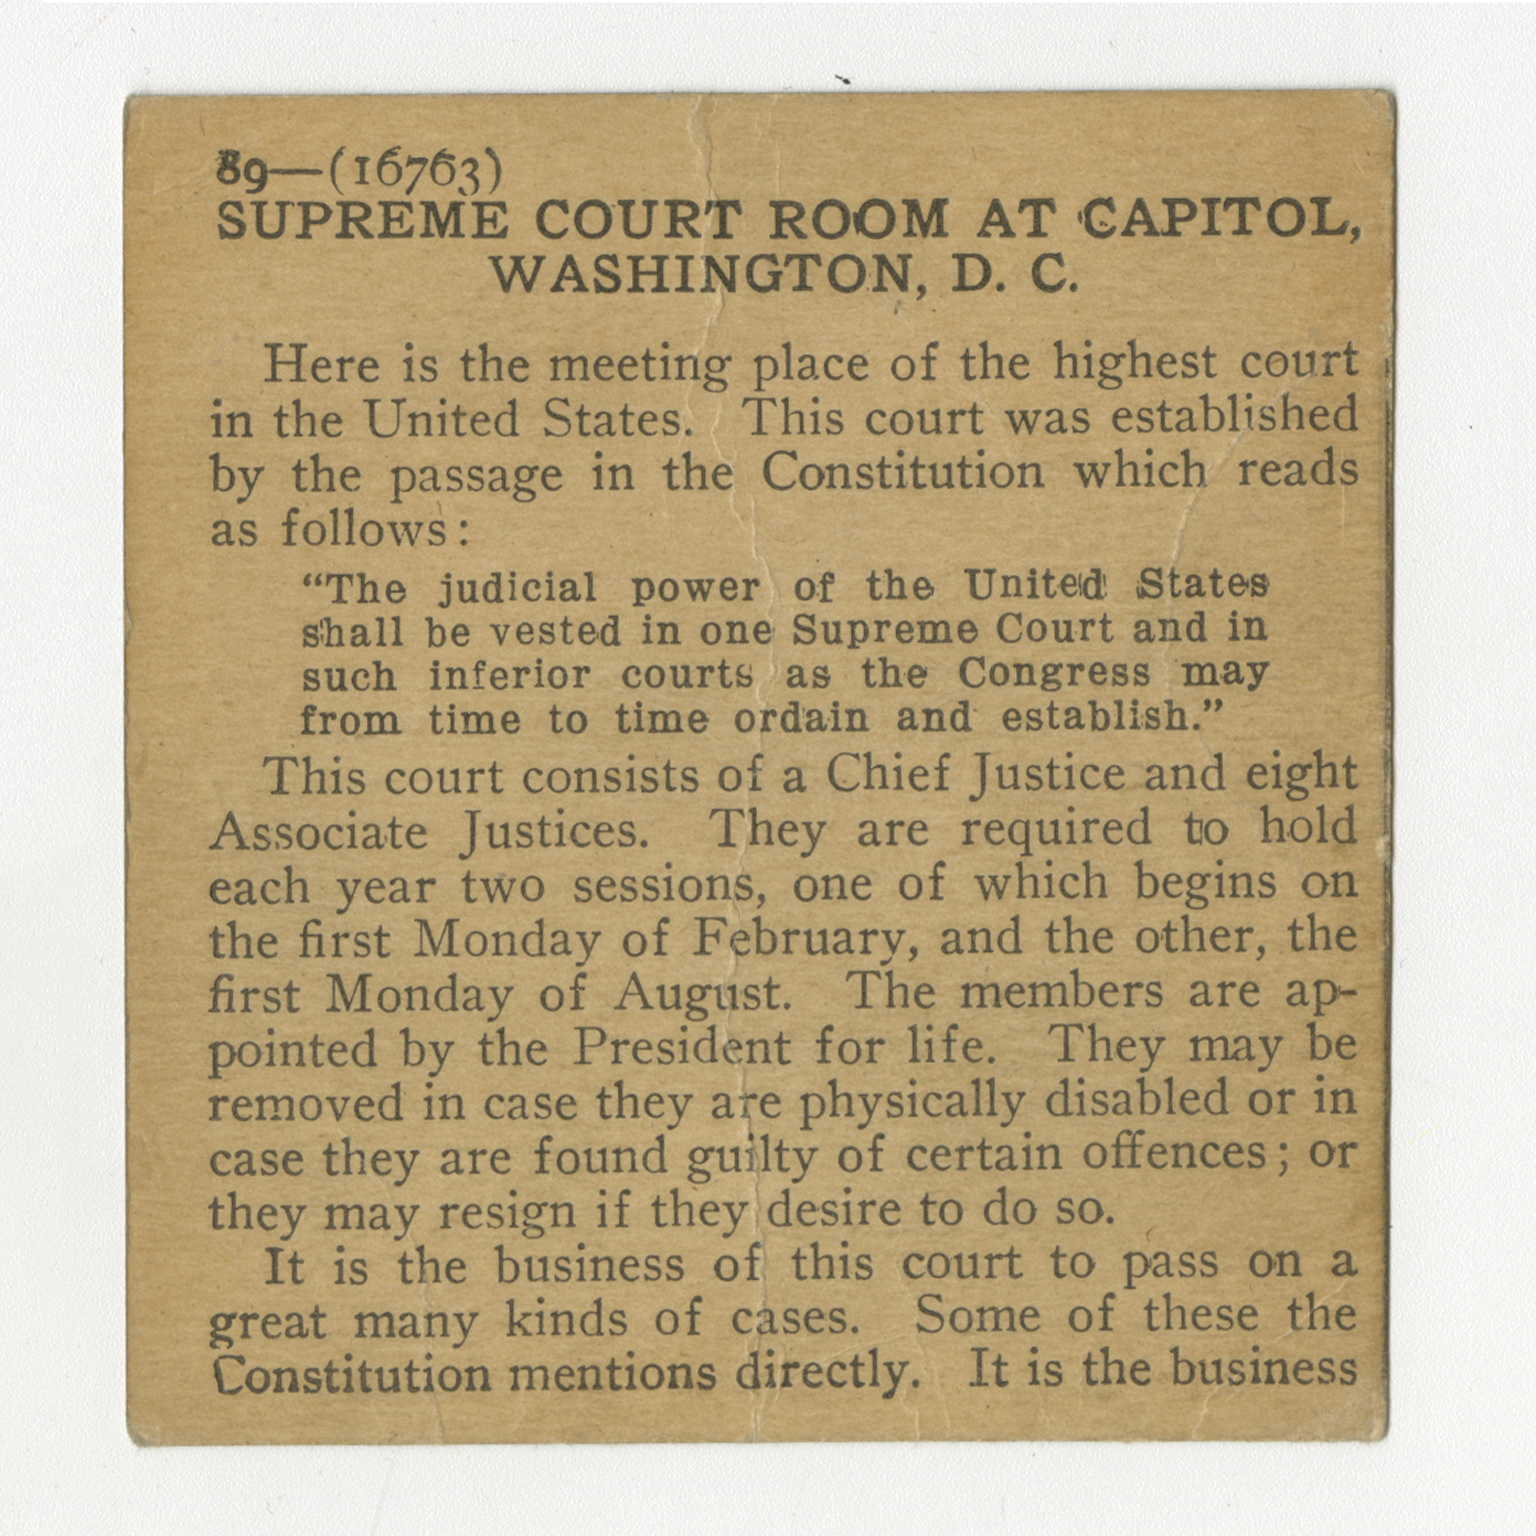 89—(16763)
SUPREME COURT ROOM AT CAPITOL,
WASHINGTON, D. C.
Here is the meeting place of the highest court
in the United States. This court was established
by the passage in the Constitution which reads
as follows:
“The judicial power of the United States
shall be vested in one Supreme Court and in
such inferior courts as the Congress may
from time to time ordain and establish.”
This court consists of a Chief Justice and eight
Associate Justices. They are required to hold
each year two sessions, one of which begins on
the first Monday of February, and the other, the
first Monday of August. The members are ap-
pointed by the President for life. They may be
removed in case they are physically disabled or in
case they are found guilty of certain offences; or
they may resign if they desire to do so.
It is the business of this court to pass on a
great many kinds of cases. Some of these the
Constitution mentions directly. It is the business